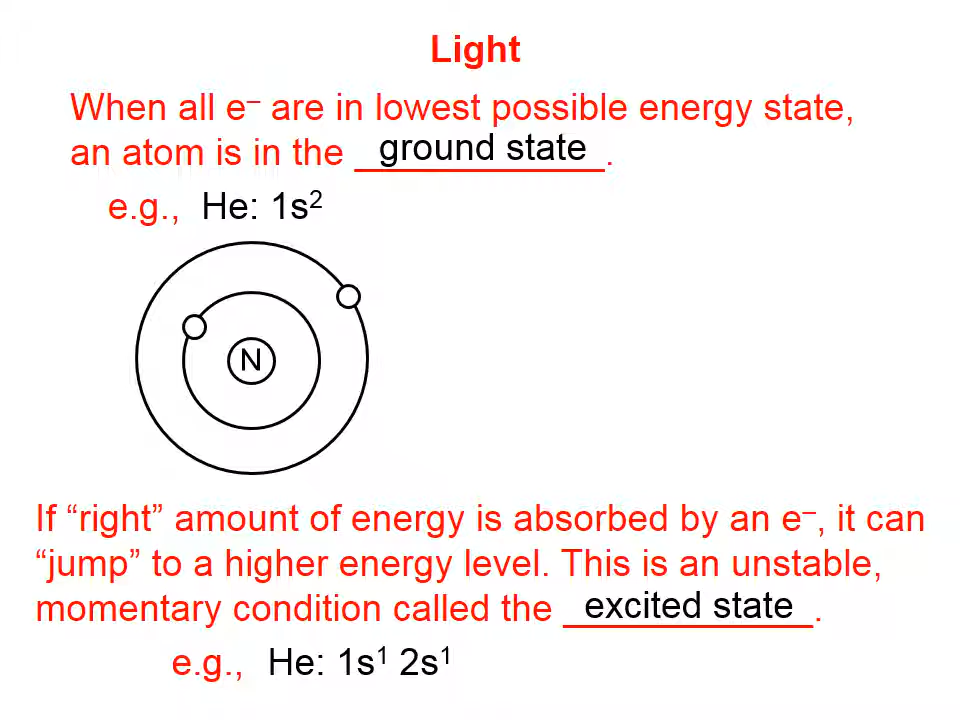 Light
When all e⁻ are in lowest possible energy state,
an atom is in the ground state.
e.g., He: 1s²
N
If “right” amount of energy is absorbed by an e⁻, it can
“jump” to a higher energy level. This is an unstable,
momentary condition called the excited state.
e.g., He: 1s¹ 2s¹